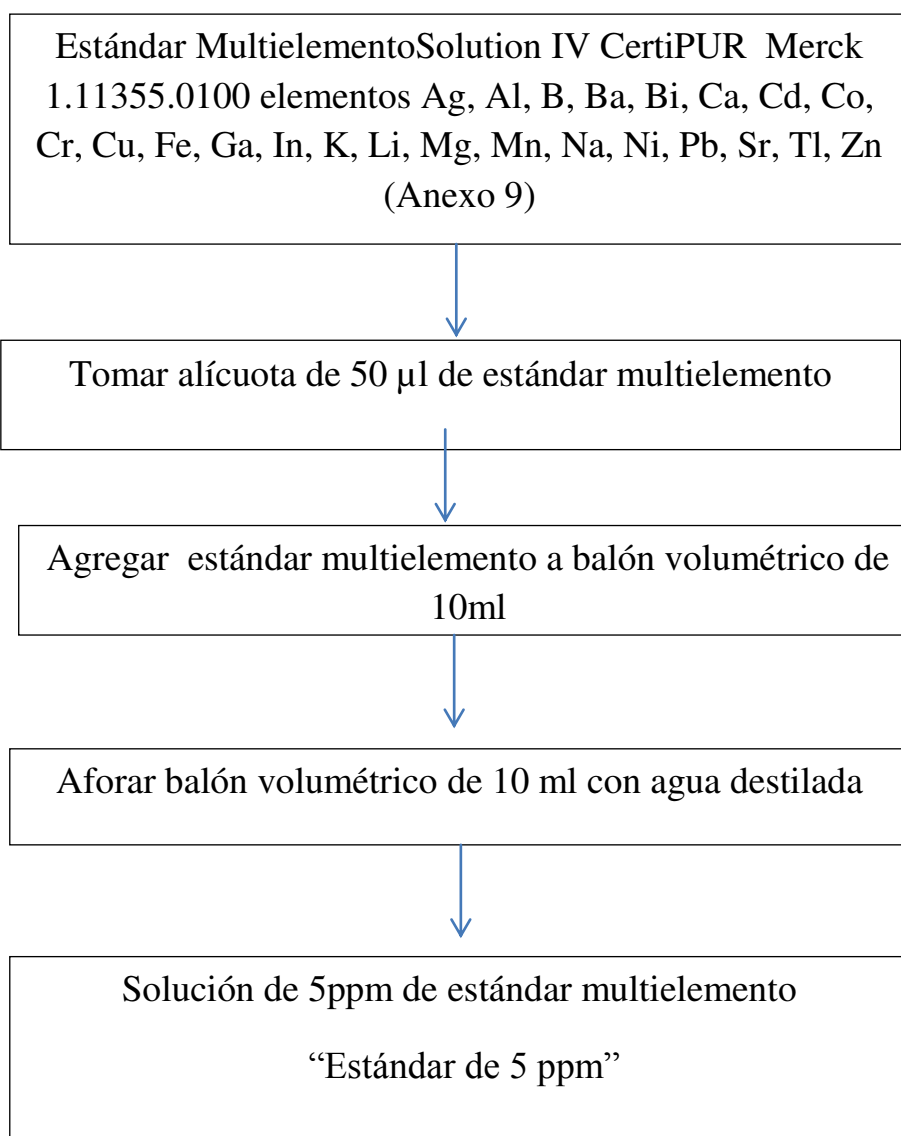 Estándar MultielementoSolution IV CertiPUR  Merck
1.11355.0100 elementos Ag, Al, B, Ba, Bi, Ca, Cd, Co,
Cr, Cu, Fe, Ga, In, K, Li, Mg, Mn, Na, Ni, Pb, Sr, Tl, Zn
(Anexo 9)
Tomar alícuota de 50 µl de estándar multielemento
Agregar  estándar multielemento a balón volumétrico de
10ml
Aforar balón volumétrico de 10 ml con agua destilada
Solución de 5ppm de estándar multielemento
“Estándar de 5 ppm”